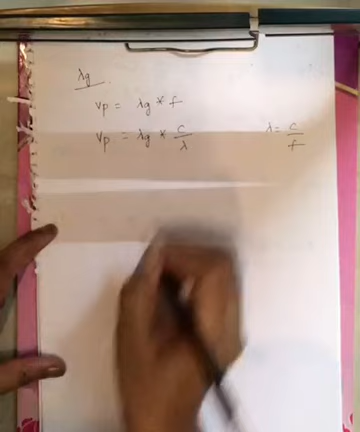 λg
vp = λg * f
vp = λg * c/λ λ = c/f